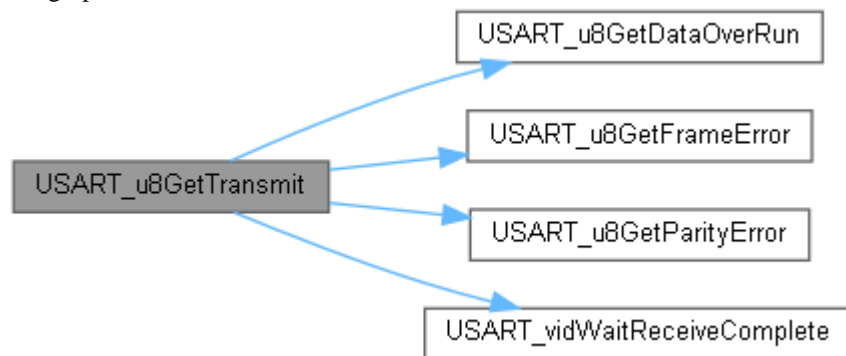 USART_u8GetDataOverRun
USART_u8GetFrameError
USART_u8GetTransmit
USART_u8GetParityError
USART_vidWaitReceiveComplete